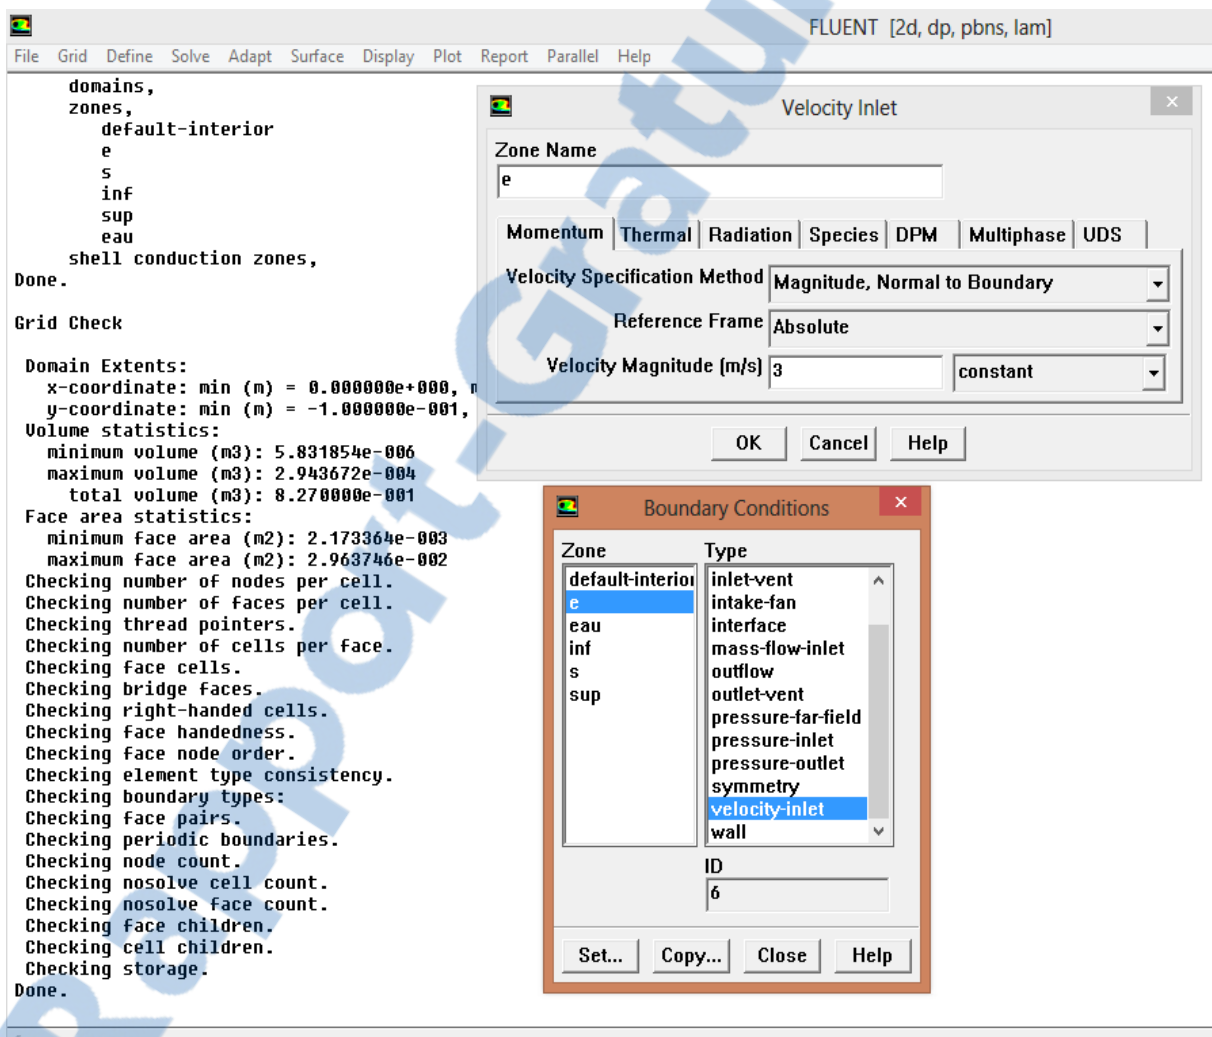 FLUENT [2d, dp, pbns, lam]
File Grid Define Solve Adapt Surface Display Plot Report Parallel Help
domains,
zones,
default-interior
e
s
inf
sup
eau
shell conduction zones,
Done.
Grid Check
Domain Extents:
x-coordinate: min (m) = 0.000000e+000,
y-coordinate: min (m) = -1.000000e-001,
Volume statistics:
minimum volume (m3): 5.831854e-006
maximum volume (m3): 2.943672e-004
total volume (m3): 8.270000e-001
Face area statistics:
minimum face area (m2): 2.173364e-003
maximum face area (m2): 2.963746e-002
Checking number of nodes per cell.
Checking number of faces per cell.
Checking thread pointers.
Checking number of cells per face.
Checking face cells.
Checking bridge faces.
Checking right-handed cells.
Checking face handedness.
Checking face node order.
Checking element type consistency.
Checking boundary types:
Checking face pairs.
Checking periodic boundaries.
Checking node count.
Checking nosolve cell count.
Checking nosolve face count.
Checking face children.
Checking cell children.
Checking storage.
Done.
Velocity Inlet
Zone Name
e
Momentum Thermal Radiation Species DPM Multiphase UDS
Velocity Specification Method Magnitude, Normal to Boundary
Reference Frame Absolute
Velocity Magnitude (m/s) 3 constant
OK Cancel Help
Boundary Conditions
Zone
default-interior
e
eau
inf
s
sup
Type
inlet-vent
intake-fan
interface
mass-flow-inlet
outflow
outlet-vent
pressure-far-field
pressure-inlet
pressure-outlet
symmetry
velocity-inlet
wall
ID
6
Set... Copy... Close Help
Rapport-Gratu